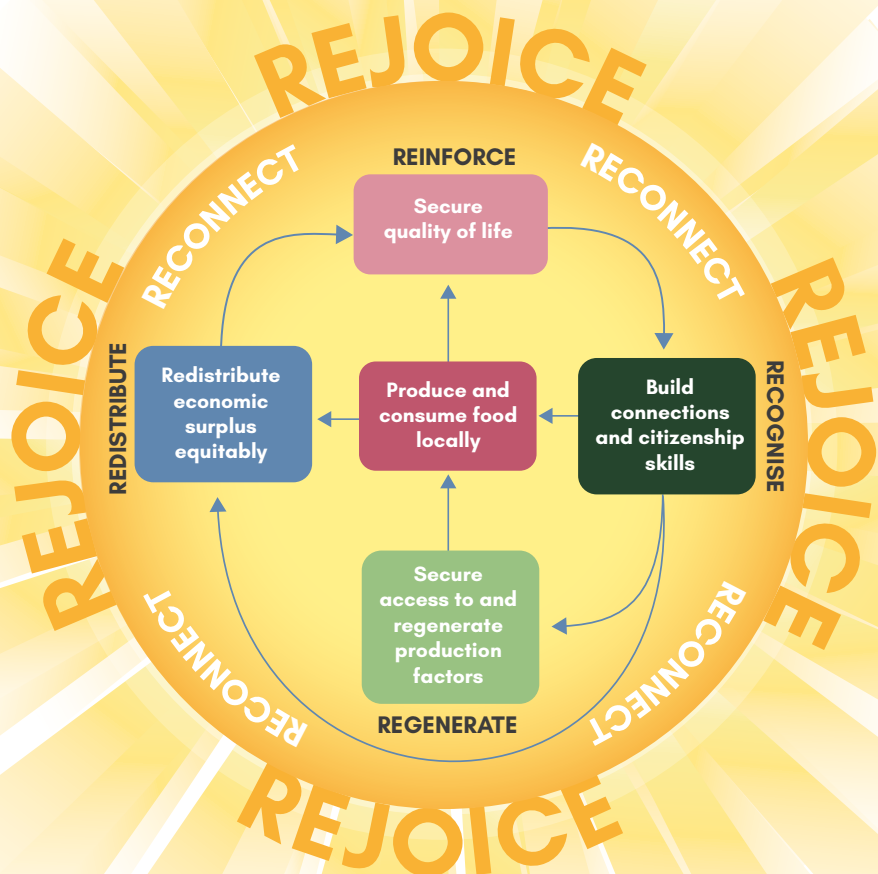 REJOICE
RECONNECT
RECONNECT
REINFORCE
Secure
quality of life
REJOICE
REJOICE
REDISTRIBUTE
Redistribute
economic
surplus
equitably
Produce and
consume food
locally
Build
connections
and citizenship
skills
RECOGNISE
Secure
access to and
regenerate
production
factors
REGENERATE
RECONNECT
RECONNECT
REJOICE